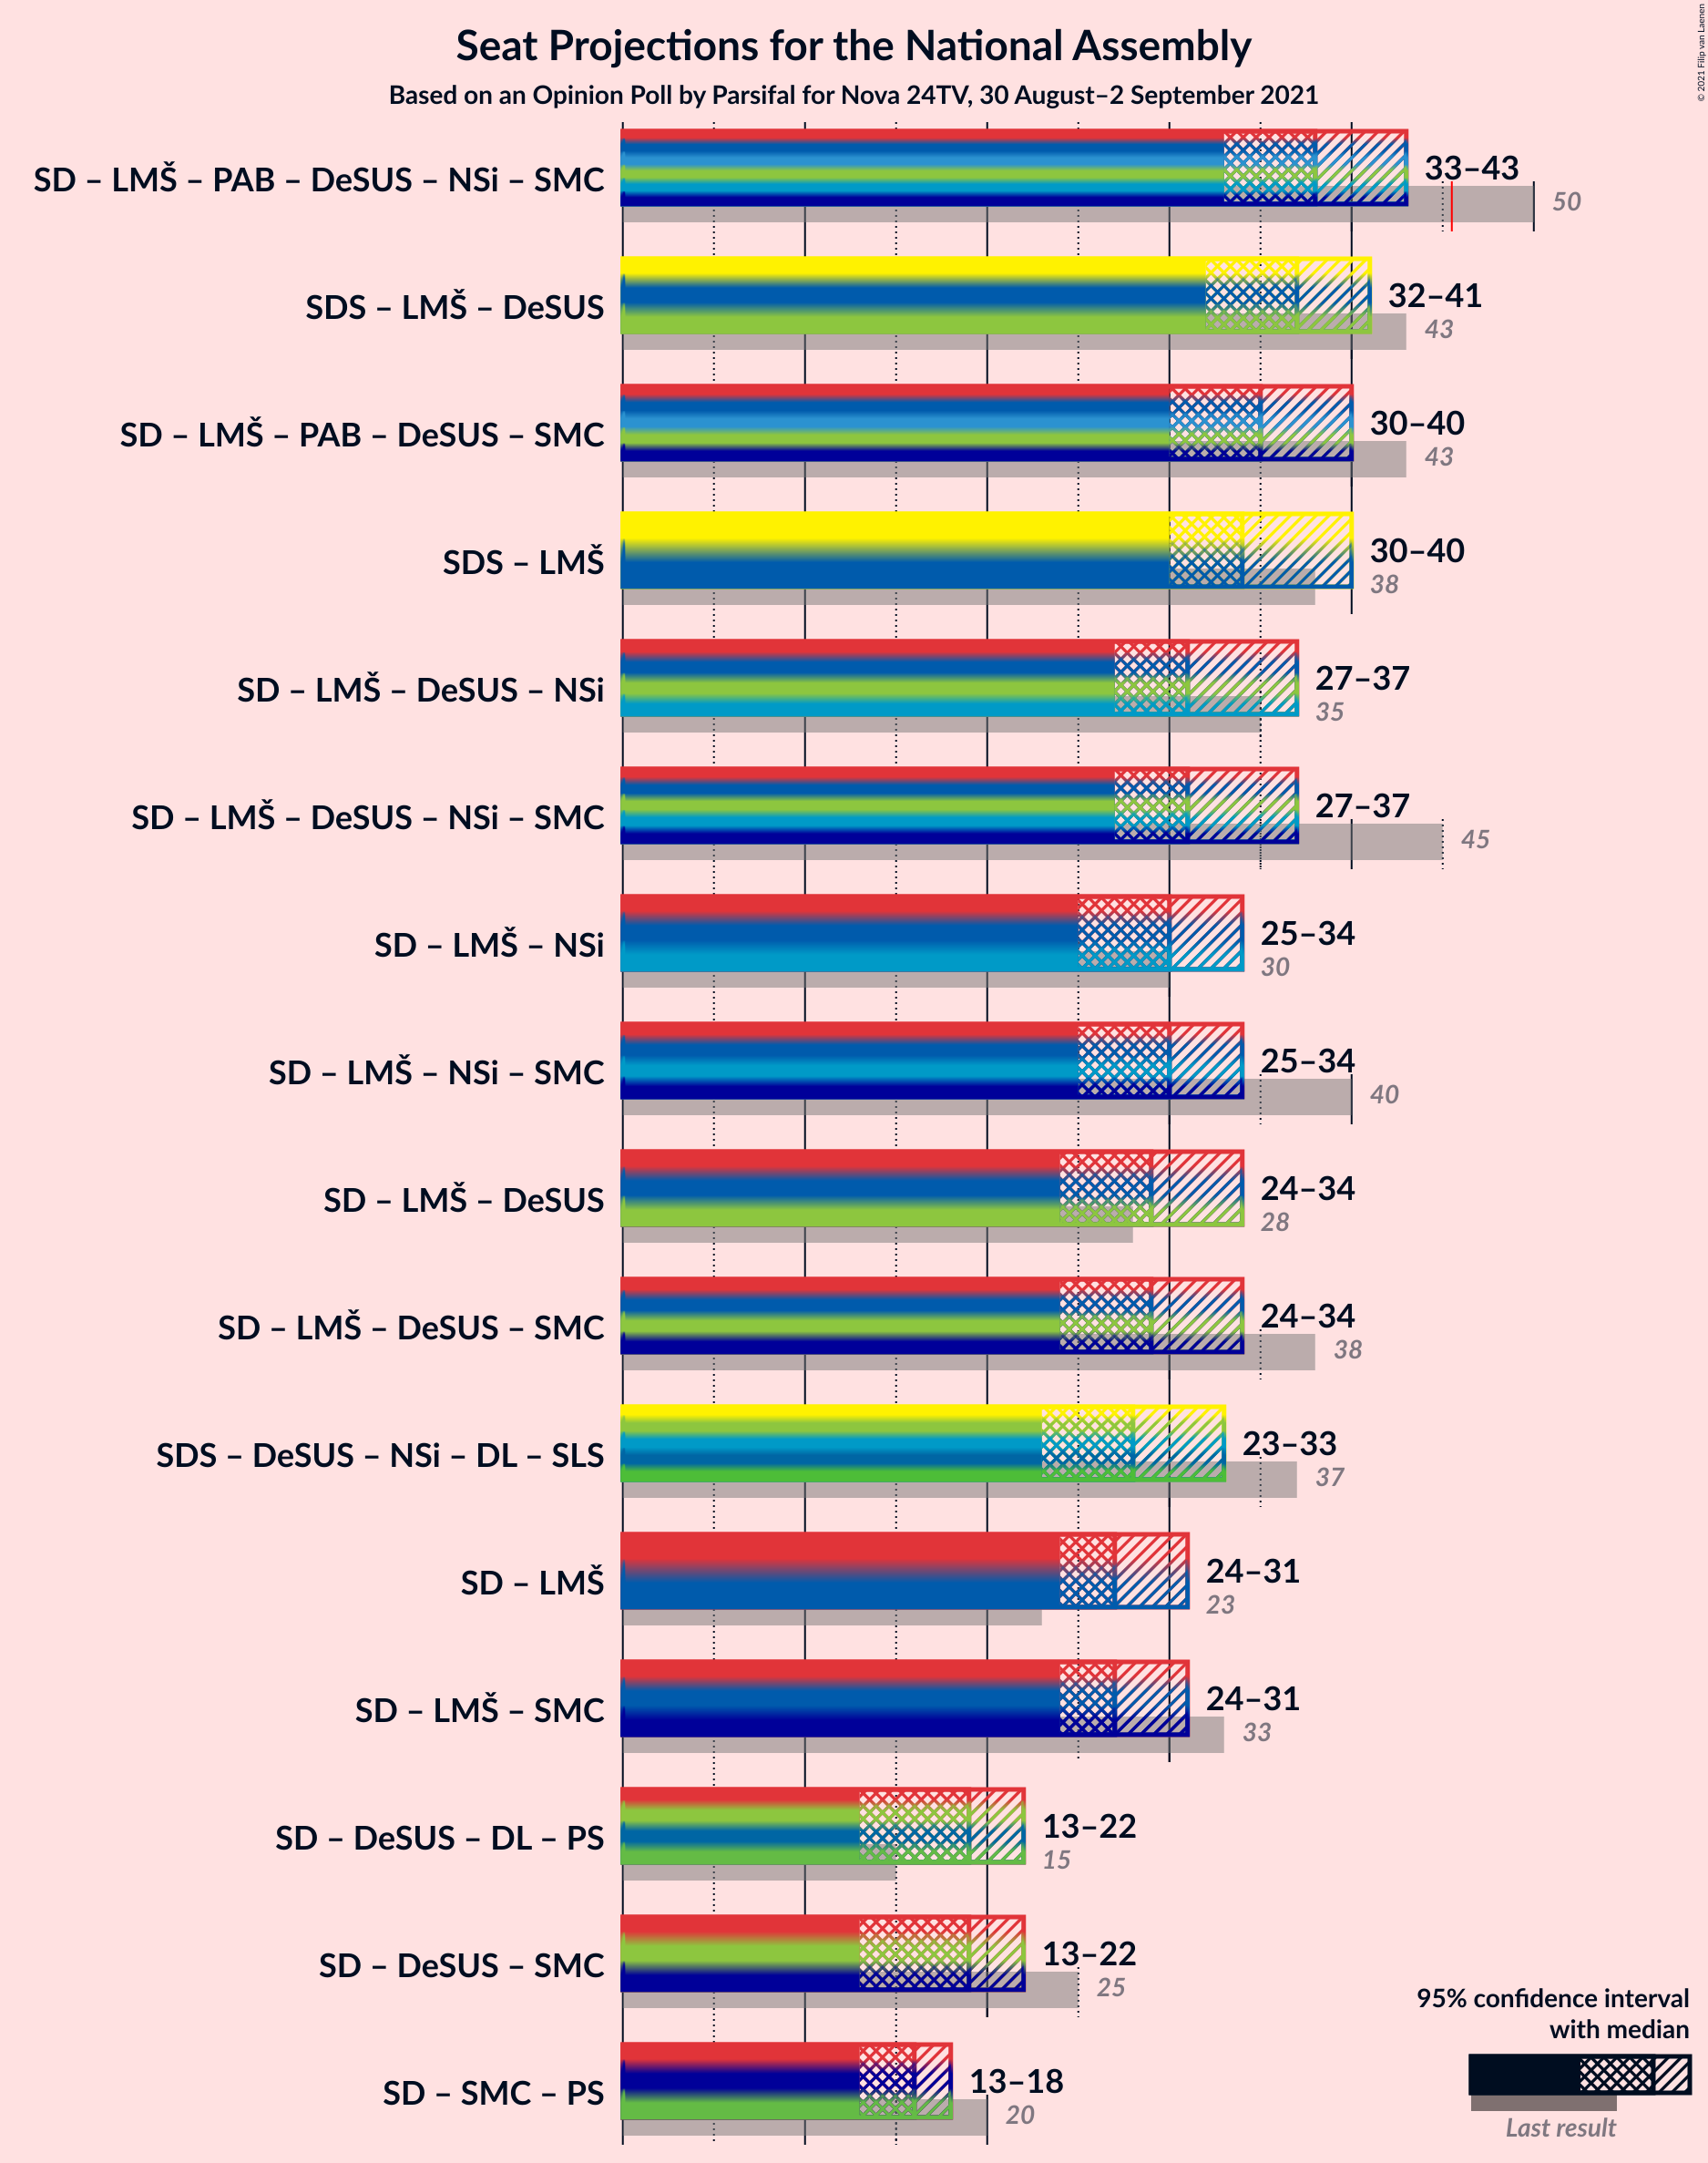 Seat Projections for the National Assembly
Based on an Opinion Poll by Parsifal for Nova 24TV, 30 August–2 September 2021
© 2021 Filip van Laenen
SD – LMŠ – PAB – DeSUS – NSi – SMC
33–43
50
SDS – LMŠ – DeSUS
32–41
43
SD – LMŠ – PAB – DeSUS – SMC
30–40
43
SDS – LMŠ
30–40
38
SD – LMŠ – DeSUS – NSi
27–37
35
SD – LMŠ – DeSUS – NSi – SMC
27–37
45
SD – LMŠ – NSi
25–34
30
SD – LMŠ – NSi – SMC
25–34
40
SD – LMŠ – DeSUS
24–34
28
SD – LMŠ – DeSUS – SMC
24–34
38
SDS – DeSUS – NSi – DL – SLS
23–33
37
SD – LMŠ
24–31
23
SD – LMŠ – SMC
24–31
33
SD – DeSUS – DL – PS
13–22
15
SD – DeSUS – SMC
13–22
25
SD – SMC – PS
13–18
20
95% confidence interval
with median
Last result